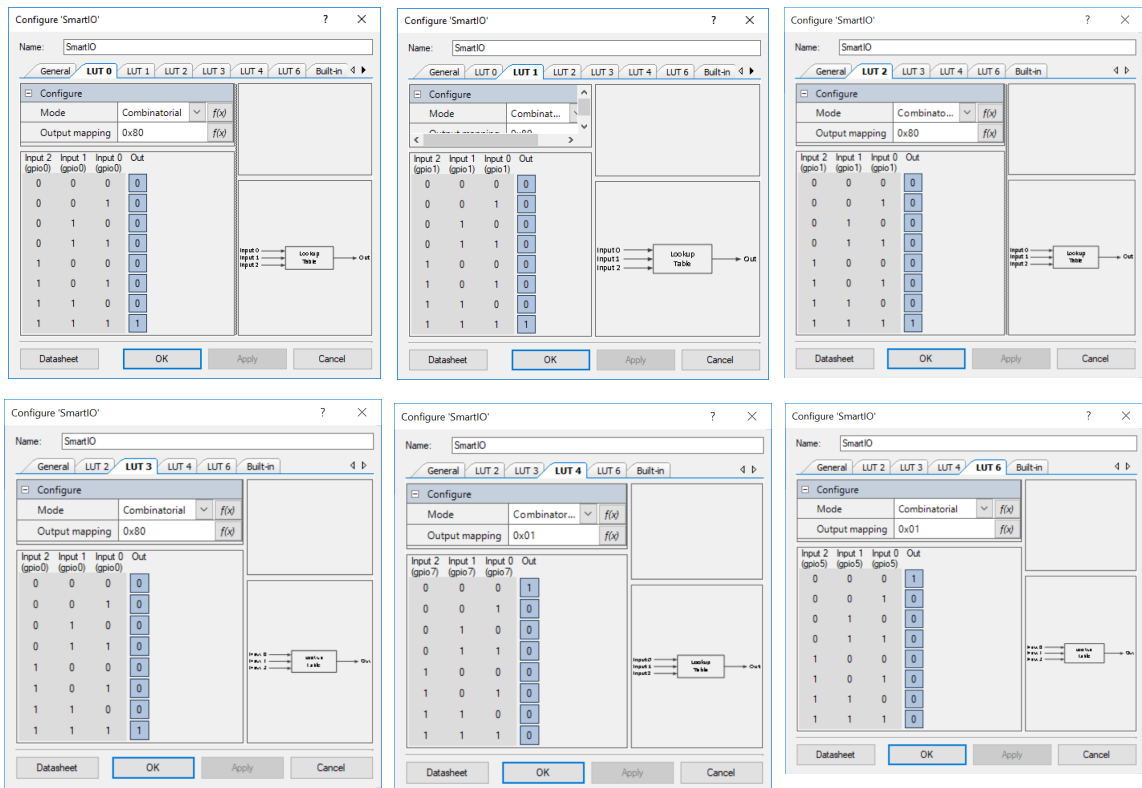 Configure 'SmartIO' ? ×
Name: SmartIO
General LUT 0 LUT 1 LUT 2 LUT 3 LUT 4 LUT 6 Built-in
Configure
Mode Combinatorial f(x)
Output mapping 0x80 f(x)
Input 2 Input 1 Input 0 Out
(gpio0) (gpio0) (gpio0)
0 0 0 0
0 0 1 0
0 1 0 0
0 1 1 0
1 0 0 0
1 0 1 0
1 1 0 0
1 1 1 1
Input 0
Input 1
Input 2
Lookup
Table
Out
Datasheet OK Apply Cancel
Configure 'SmartIO' ? ×
Name: SmartIO
General LUT 0 LUT 1 LUT 2 LUT 3 LUT 4 LUT 6 Built-in
Configure
Mode Combinat...
Output mapping 0x80
Input 2 Input 1 Input 0 Out
(gpio1) (gpio1) (gpio1)
0 0 0 0
0 0 1 0
0 1 0 0
0 1 1 0
1 0 0 0
1 0 1 0
1 1 0 0
1 1 1 1
Input 0
Input 1
Input 2
Lookup
Table
Out
Datasheet OK Apply Cancel
Configure 'SmartIO' ? ×
Name: SmartIO
General LUT 2 LUT 3 LUT 4 LUT 6 Built-in
Configure
Mode Combinato... f(x)
Output mapping 0x80 f(x)
Input 2 Input 1 Input 0 Out
(gpio1) (gpio1) (gpio1)
0 0 0 0
0 0 1 0
0 1 0 0
0 1 1 0
1 0 0 0
1 0 1 0
1 1 0 0
1 1 1 1
Input 0
Input 1
Input 2
Lookup
Table
Out
Datasheet OK Apply Cancel
Configure 'SmartIO' ? ×
Name: SmartIO
General LUT 2 LUT 3 LUT 4 LUT 6 Built-in
Configure
Mode Combinatorial f(x)
Output mapping 0x80 f(x)
Input 2 Input 1 Input 0 Out
(gpio0) (gpio0) (gpio0)
0 0 0 0
0 0 1 0
0 1 0 0
0 1 1 0
1 0 0 0
1 0 1 0
1 1 0 0
1 1 1 1
Out
Datasheet OK Apply Cancel
Configure 'SmartIO' ? ×
Name: SmartIO
General LUT 2 LUT 3 LUT 4 LUT 6 Built-in
Configure
Mode Combinator... f(x)
Output mapping 0x01 f(x)
Input 2 Input 1 Input 0 Out
(gpio7) (gpio7) (gpio7)
0 0 0 1
0 0 1 0
0 1 0 0
0 1 1 0
1 0 0 0
1 0 1 0
1 1 0 0
1 1 1 0
Input 0
Input 1
Input 2
Lookup
Table
Out
Datasheet OK Apply Cancel
Configure 'SmartIO' ? ×
Name: SmartIO
General LUT 2 LUT 3 LUT 4 LUT 6 Built-in
Configure
Mode Combinatorial f(x)
Output mapping 0x01 f(x)
Input 2 Input 1 Input 0 Out
(gpio5) (gpio5) (gpio5)
0 0 0 1
0 0 1 0
0 1 0 0
0 1 1 0
1 0 0 0
1 0 1 0
1 1 0 0
1 1 1 0
Out
Datasheet OK Apply Cancel